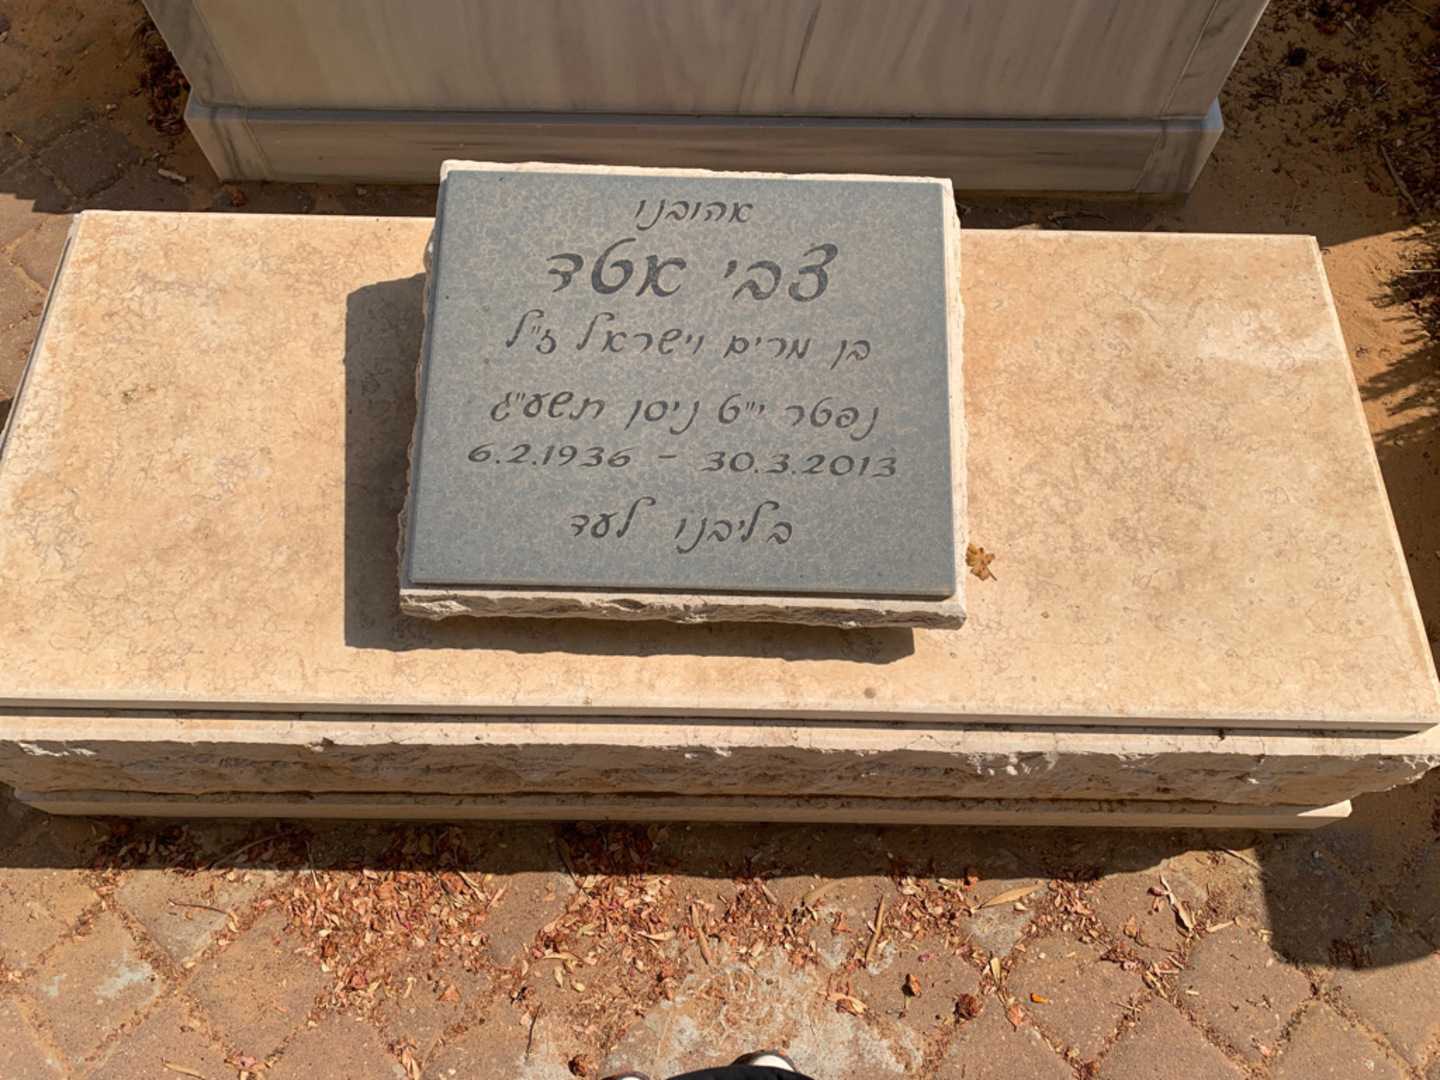 אהובנו
צבי אטד
בן מרים וישראל ז"ל
נפטר י"ט ניסן תשע"ג
6.2.1936 - 30.3.2013
בליבנו לעד